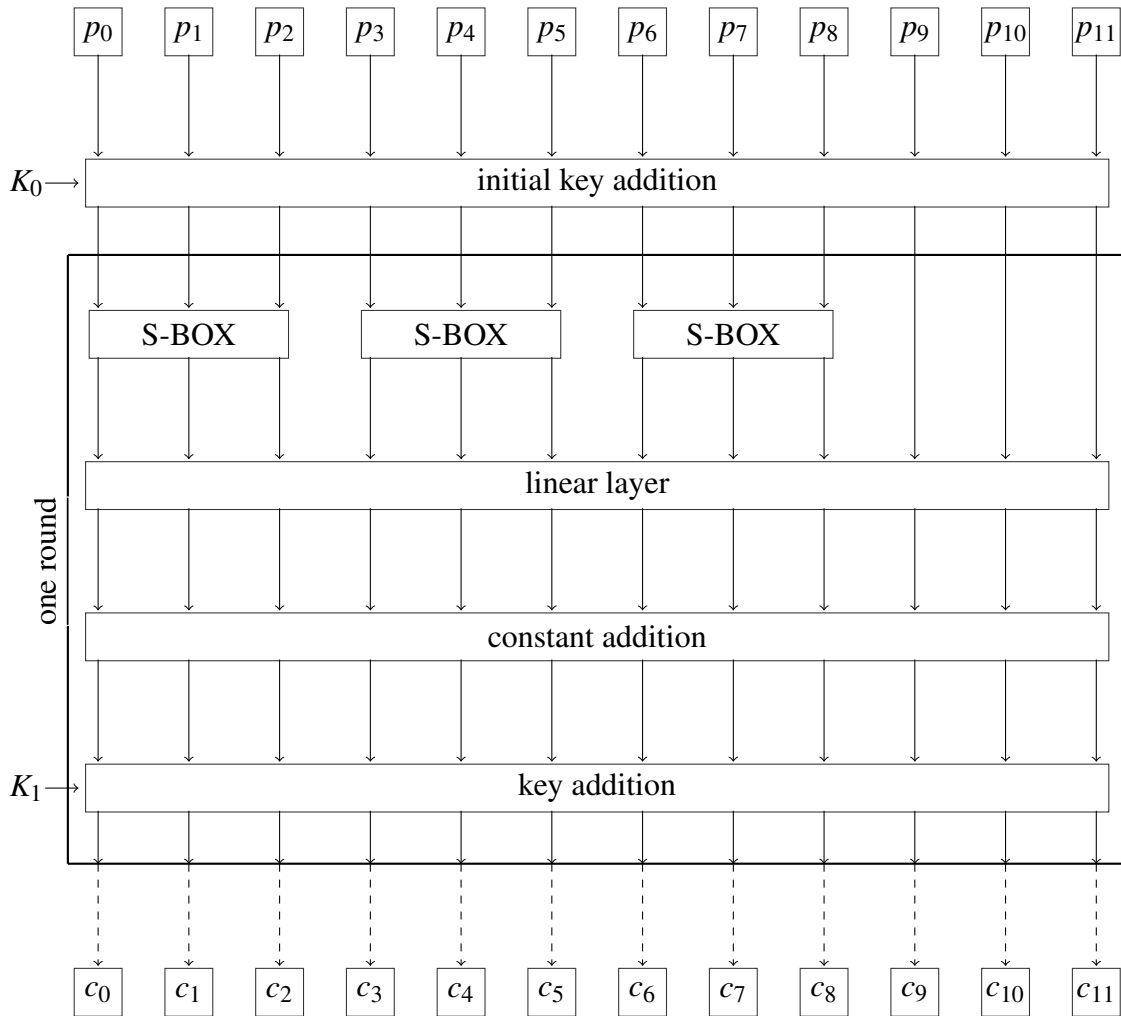 p0 p1 p2 p3 p4 p5 p6 p7 p8 p9 p10 p11
K0 initial key addition
S-BOX S-BOX S-BOX
linear layer
one round
constant addition
K1 key addition
c0 c1 c2 c3 c4 c5 c6 c7 c8 c9 c10 c11